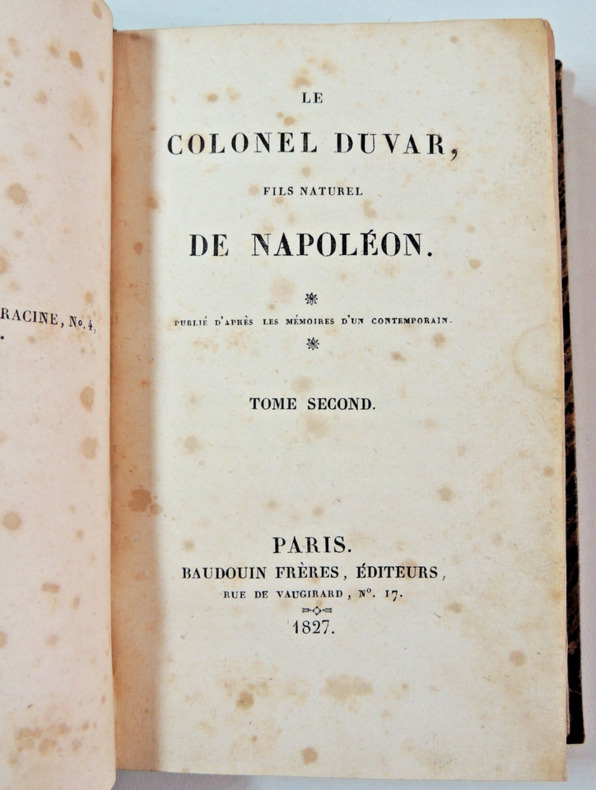 RACINE, No. 4,
LE
COLONEL DUVAR,
FILS NATUREL
DE NAPOLÉON.
PUBLIÉ D'APRÈS LES MÉMOIRES D'UN CONTEMPORAIN.
TOME SECOND.
PARIS.
BAUDOUIN FRÈRES, ÉDITEURS,
RUE DE VAUGIRARD, Nº. 17.
1827.